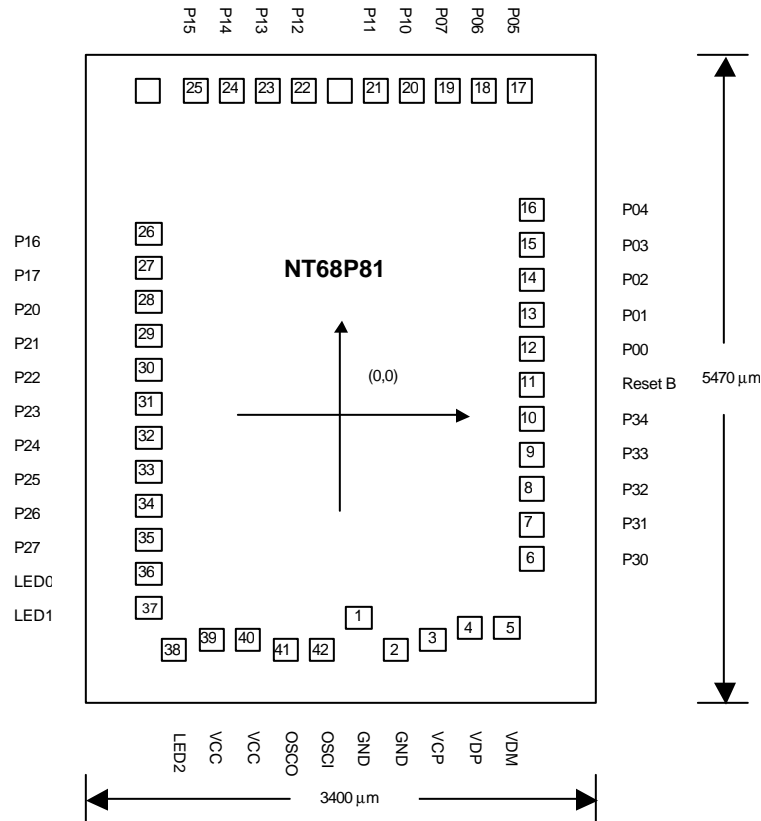 P15 P14 P13 P12 P11 P10 P07 P06 P05
25 24 23 22 21 20 19 18 17
16 P04
P16 26 15 P03
P17 27 NT68P81 14 P02
P20 28 13 P01
P21 29 12 P00
P22 30 (0,0) 11 Reset B 5470 μm
P23 31 10 P34
P24 32 9 P33
P25 33 8 P32
P26 34 7 P31
P27 35 6 P30
LED0 36
LED1 37 1
38 39 40 41 42 2 3 4 5
LED2 VCC VCC OSCO OSCI GND GND VCP VDP VDM
3400 μm